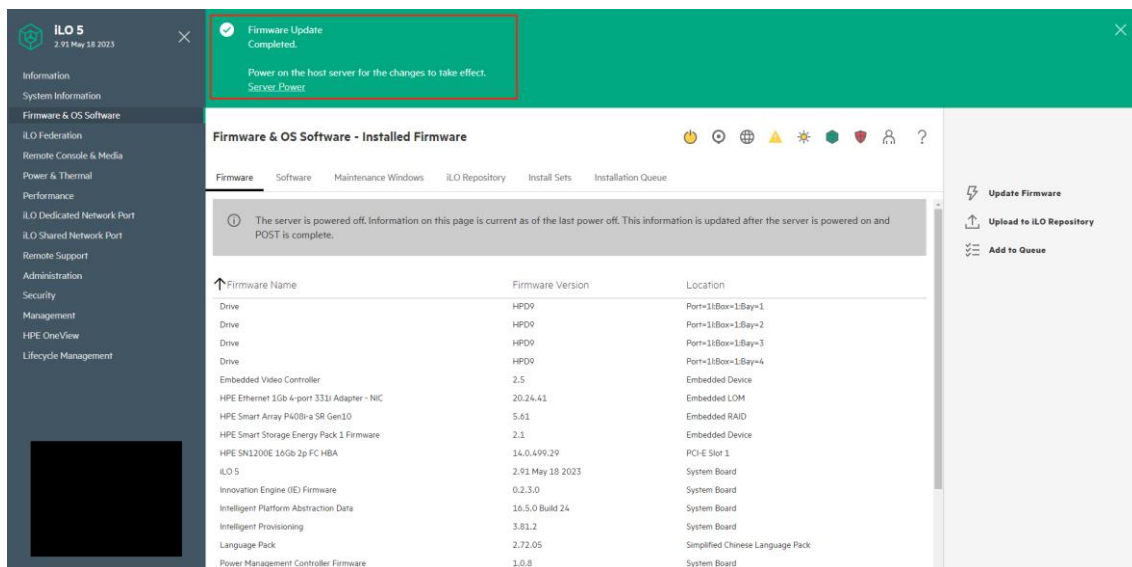 iLO 5
2.91 May 18 2023
Information
System Information
Firmware & OS Software
iLO Federation
Remote Console & Media
Power & Thermal
Performance
iLO Dedicated Network Port
iLO Shared Network Port
Remote Support
Administration
Security
Management
HPE OneView
Lifecycle Management
Firmware Update
Completed.
Power on the host server for the changes to take effect.
Server Power
Firmware & OS Software - Installed Firmware
Firmware Software Maintenance Windows iLO Repository Install Sets Installation Queue
The server is powered off. Information on this page is current as of the last power off. This information is updated after the server is powered on and
POST is complete.
Firmware Name Firmware Version Location
Drive HPD9 Port=1I:Box=1:Bay=1
Drive HPD9 Port=1I:Box=1:Bay=2
Drive HPD9 Port=1I:Box=1:Bay=3
Drive HPD9 Port=1I:Box=1:Bay=4
Embedded Video Controller 2.5 Embedded Device
HPE Ethernet 1Gb 4-port 331i Adapter - NIC 20.24.41 Embedded LOM
HPE Smart Array P408i-a SR Gen10 5.61 Embedded RAID
HPE Smart Storage Energy Pack 1 Firmware 2.1 Embedded Device
HPE SN1200E 16Gb 2p FC HBA 14.0.499.29 PCI-E Slot 1
iLO 5 2.91 May 18 2023 System Board
Innovation Engine (IE) Firmware 0.2.3.0 System Board
Intelligent Platform Abstraction Data 16.5.0 Build 24 System Board
Intelligent Provisioning 3.81.2 System Board
Language Pack 2.72.05 Simplified Chinese Language Pack
Power Management Controller Firmware 1.0.8 System Board
Update Firmware
Upload to iLO Repository
Add to Queue